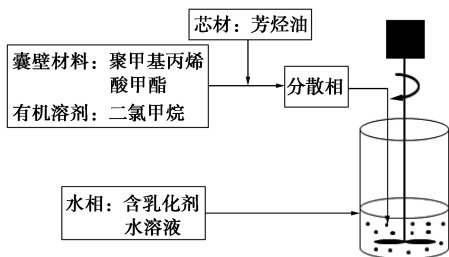 芯材：芳烃油
囊壁材料：聚甲基丙烯
酸甲酯
有机溶剂：二氯甲烷
分散相
水相：含乳化剂
水溶液